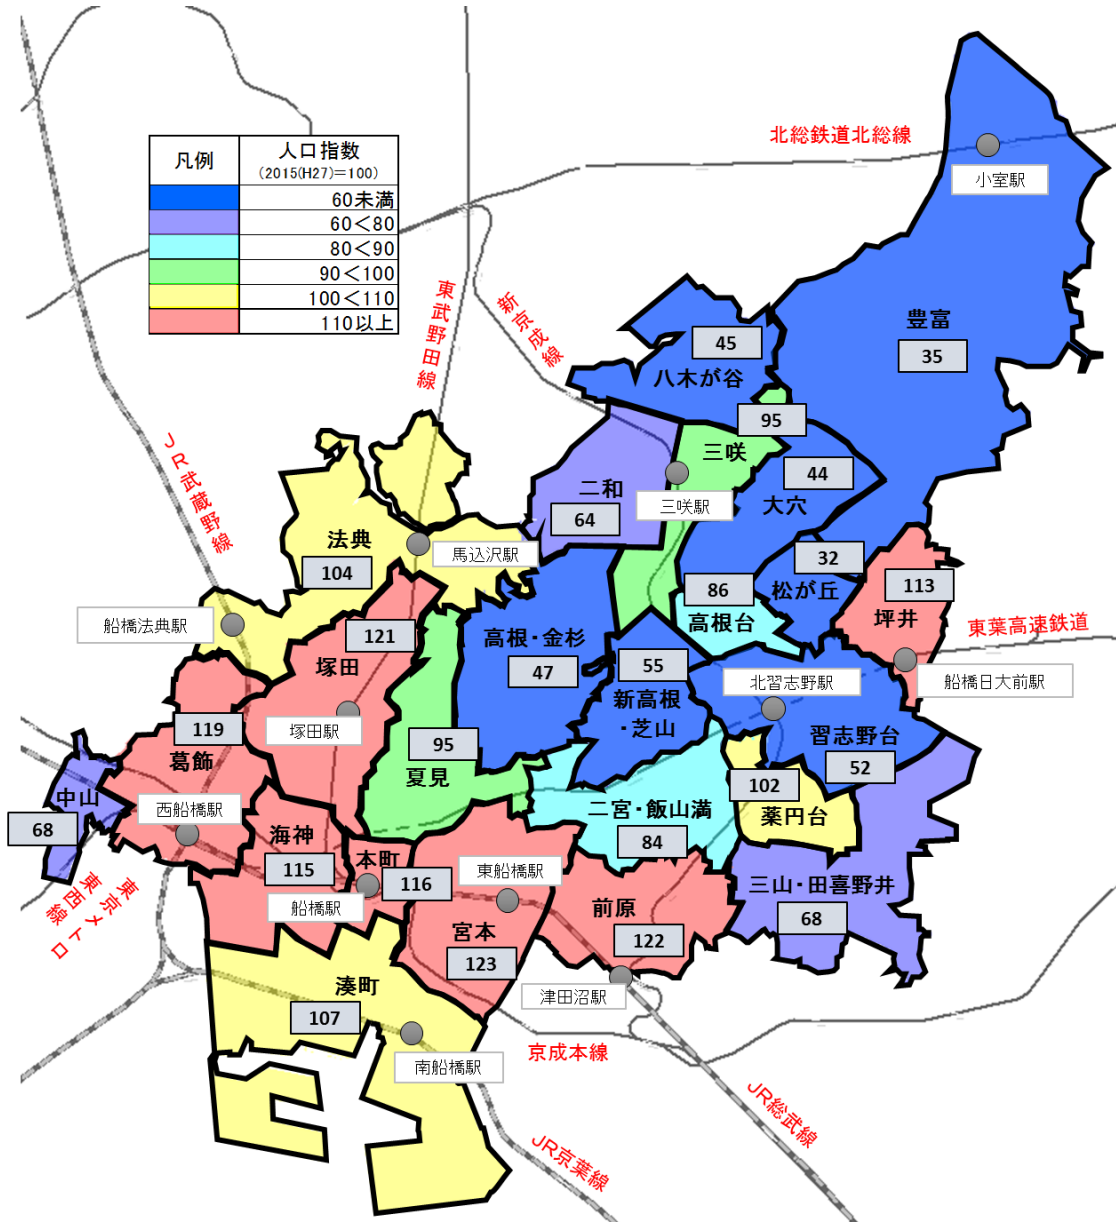 凡例
人口指数
(2015(H27)=100)
60未満
60<80
80<90
90<100
100<110
110以上
北総鉄道北総線
小室駅
豊富
35
東武野田線
新京成線
JR武蔵野線
45
八木が谷
95
三咲
三咲駅
44
大穴
二和
64
法典
104
馬込沢駅
船橋法典駅
32
松が丘
113
坪井
東葉高速鉄道
船橋日大前駅
86
高根台
121
塚田
塚田駅
高根・金杉
47
55
新高根
・芝山
北習志野駅
習志野台
52
119
葛飾
95
夏見
中山
68
西船橋駅
102
薬円台
二宮・飯山満
84
海神
115
本町
116
船橋駅
東船橋駅
宮本
123
前原
122
三山・田喜野井
68
東京メトロ
東西線
津田沼駅
湊町
107
南船橋駅
京成本線
JR総武線
JR京葉線